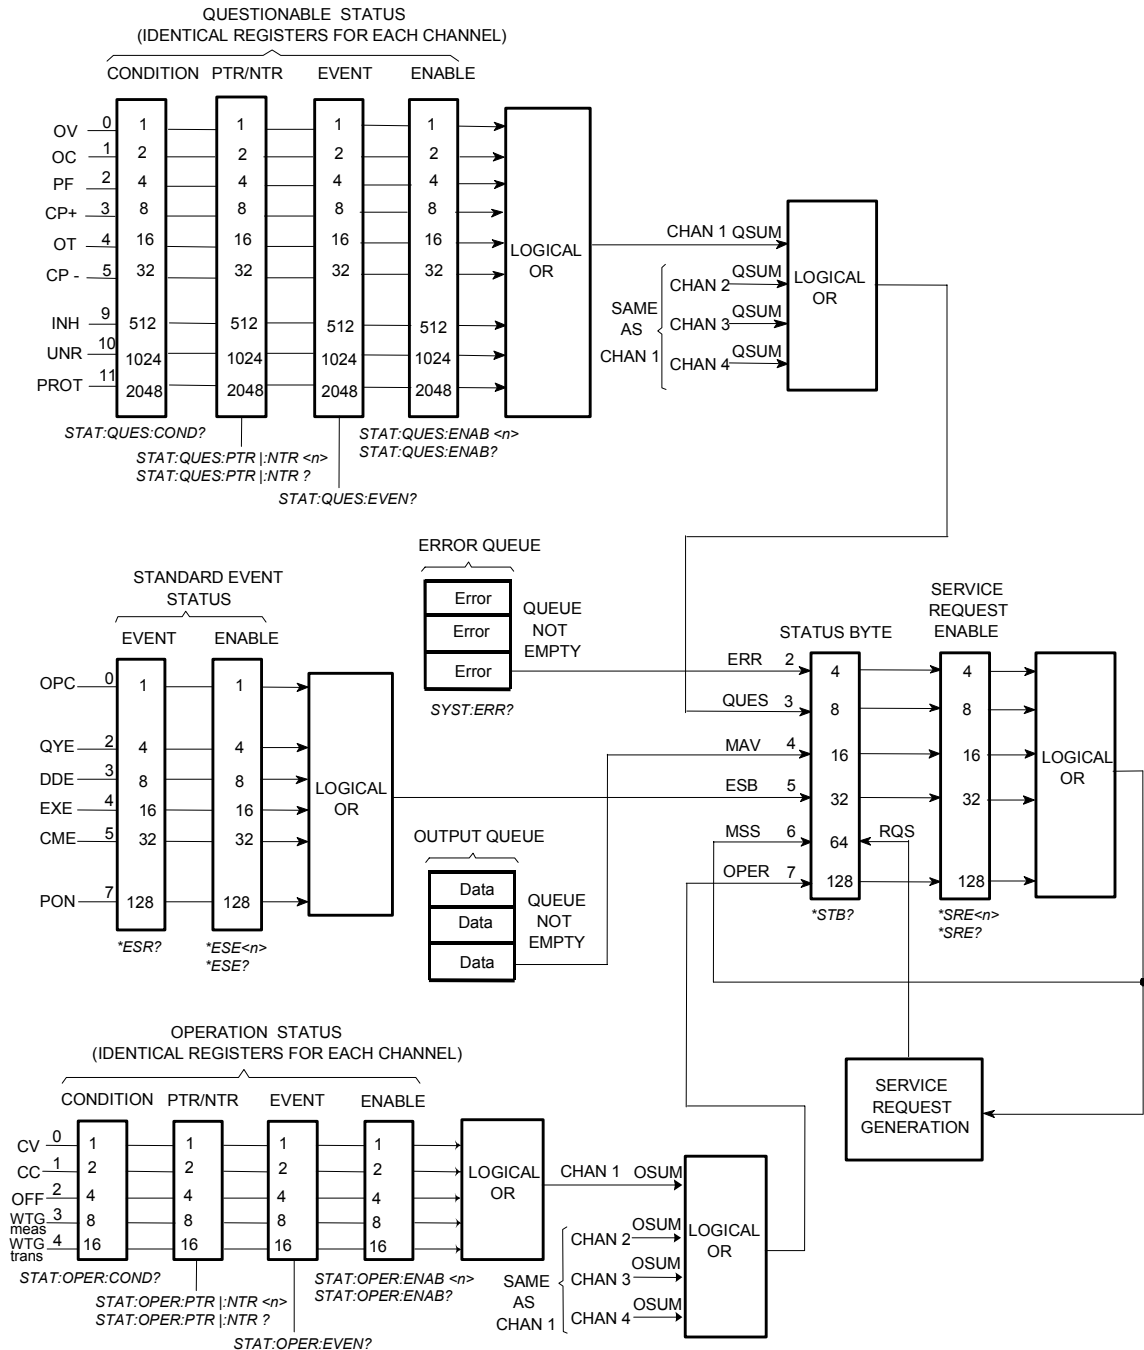 QUESTIONABLE STATUS
(IDENTICAL REGISTERS FOR EACH CHANNEL)
CONDITION PTR/NTR EVENT ENABLE
OV 0 1 1 1 1
OC 1 2 2 2 2
PF 2 4 4 4 4
CP+ 3 8 8 8 8
OT 4 16 16 16 16
CP - 5 32 32 32 32
INH 9 512 512 512 512
UNR 10 1024 1024 1024 1024
PROT 11 2048 2048 2048 2048
LOGICAL
OR
STAT:QUES:COND?
STAT:QUES:PTR |:NTR <n>
STAT:QUES:PTR |:NTR ?
STAT:QUES:EVEN?
STAT:QUES:ENAB <n>
STAT:QUES:ENAB?
CHAN 1 QSUM
SAME
AS
CHAN 1
CHAN 2 QSUM
CHAN 3 QSUM
CHAN 4 QSUM
LOGICAL
OR
ERROR QUEUE
Error
Error
Error
QUEUE
NOT
EMPTY
SYST:ERR?
STANDARD EVENT
STATUS
EVENT ENABLE
OPC 0 1 1
QYE 2 4 4
DDE 3 8 8
EXE 4 16 16
CME 5 32 32
PON 7 128 128
LOGICAL
OR
*ESR?
*ESE<n>
*ESE?
OUTPUT QUEUE
Data
Data
Data
QUEUE
NOT
EMPTY
STATUS BYTE
SERVICE
REQUEST
ENABLE
ERR 2 4 4
QUES 3 8 8
MAV 4 16 16
ESB 5 32 32
MSS 6 64 RQS
OPER 7 128 128
LOGICAL
OR
*STB?
*SRE<n>
*SRE?
SERVICE
REQUEST
GENERATION
OPERATION STATUS
(IDENTICAL REGISTERS FOR EACH CHANNEL)
CONDITION PTR/NTR EVENT ENABLE
CV 0 1 1 1 1
CC 1 2 2 2 2
OFF 2 4 4 4 4
WTG meas 3 8 8 8 8
WTG trans 4 16 16 16 16
LOGICAL
OR
STAT:OPER:COND?
STAT:OPER:PTR |:NTR <n>
STAT:OPER:PTR |:NTR ?
STAT:OPER:EVEN?
STAT:OPER:ENAB <n>
STAT:OPER:ENAB?
CHAN 1 OSUM
SAME
AS
CHAN 1
CHAN 2 OSUM
CHAN 3 OSUM
CHAN 4 OSUM
LOGICAL
OR